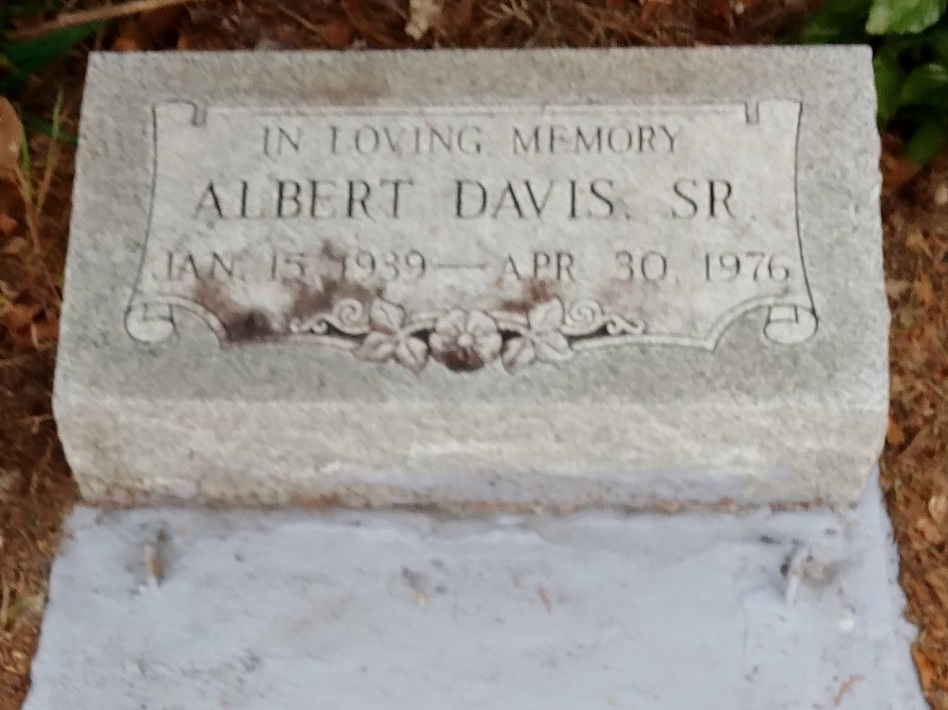 IN LOVING MEMORY
ALBERT DAVIS, SR.
JAN. 15, 1939 — APR. 30, 1976